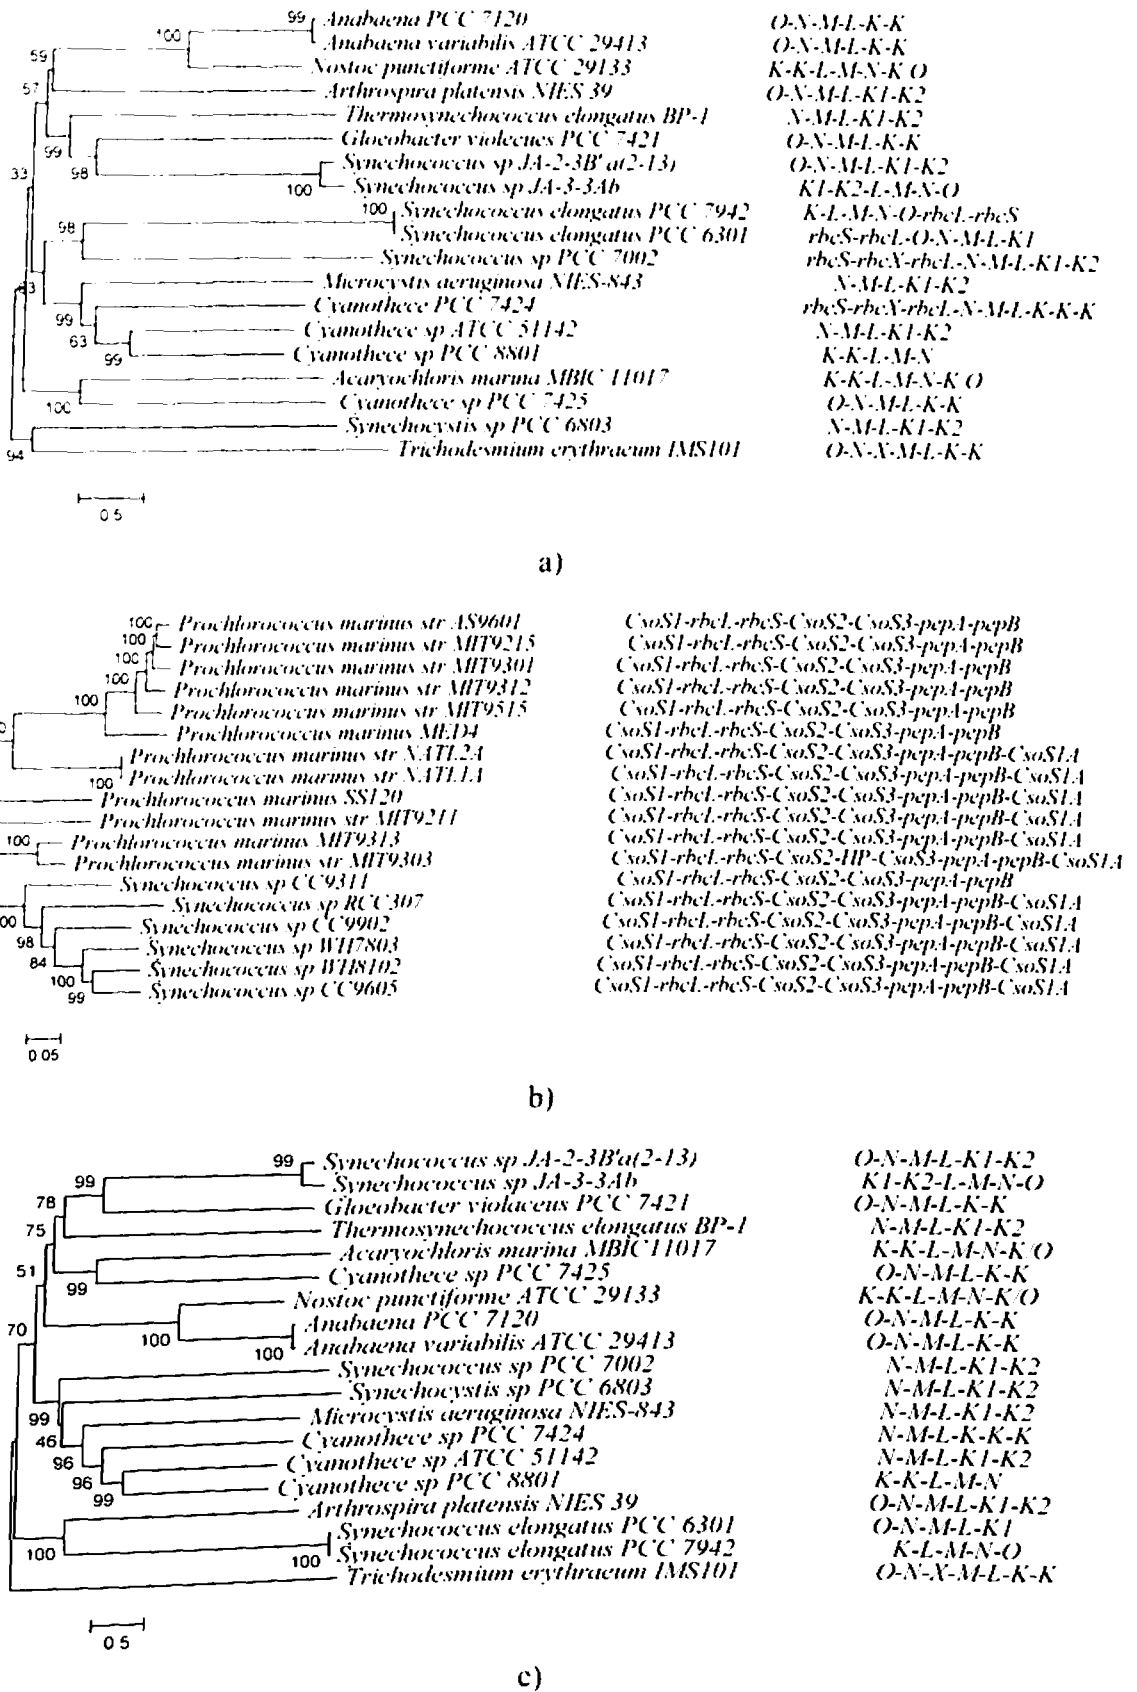 99 Anabaena PCC 7120 O-N-M-L-K-K
100 Anabaena variabilis ATCC 29413 O-N-M-L-K-K
59 Nostoc punctiforme ATCC 29133 K-K-L-M-N-K O
57 Arthrospira platensis NIES 39 O-N-M-L-K1-K2
Thermosynechococcus elongatus BP-1 N-M-L-K1-K2
99 Gloeobacter violecues PCC 7421 O-N-M-L-K-K
33 98 Synechococcus sp JA-2-3B'a(2-13) O-N-M-L-K1-K2
100 Synechococcus sp JA-3-3Ab K1-K2-L-M-N-O
100 Synechococcus elongatus PCC 7942 K-L-M-N-O-rbcL-rbcS
98 Synechococcus elongatus PCC 6301 rbcS-rbcL-O-N-M-L-K1
Synechococcus sp PCC 7002 rbcS-rbcX-rbcL-N-M-L-K1-K2
Microcystis aeruginosa NIES-843 N-M-L-K1-K2
Cyanothece PCC 7424 rbcS-rbcX-rbcL-N-M-L-K-K-K
99 Cyanothece sp ATCC 51142 N-M-L-K1-K2
63 99 Cyanothece sp PCC 8801 K-K-L-M-N
Acaryochloris marina MBIC 11017 K-K-L-M-N-K O
100 Cyanothece sp PCC 7425 O-N-M-L-K-K
Synechocystis sp PCC 6803 N-M-L-K1-K2
94 Trichodesmium erythraeum IMS101 O-N-X-M-L-K-K
0 5
a)
100 Prochlorococcus marinus str AS9601 CsoS1-rbcL-rbcS-CsoS2-CsoS3-pepA-pepB
100 Prochlorococcus marinus str MIT9215 CsoS1-rbcL-rbcS-CsoS2-CsoS3-pepA-pepB
100 Prochlorococcus marinus str MIT9301 CsoS1-rbcL-rbcS-CsoS2-CsoS3-pepA-pepB
100 Prochlorococcus marinus str MIT9312 CsoS1-rbcL-rbcS-CsoS2-CsoS3-pepA-pepB
100 Prochlorococcus marinus str MIT9515 CsoS1-rbcL-rbcS-CsoS2-CsoS3-pepA-pepB
Prochlorococcus marinus MED4 CsoS1-rbcL-rbcS-CsoS2-CsoS3-pepA-pepB
Prochlorococcus marinus str NATL2A CsoS1-rbcL-rbcS-CsoS2-CsoS3-pepA-pepB-CsoS1A
100 Prochlorococcus marinus str NATL1A CsoS1-rbcL-rbcS-CsoS2-CsoS3-pepA-pepB-CsoS1A
Prochlorococcus marinus SS120 CsoS1-rbcL-rbcS-CsoS2-CsoS3-pepA-pepB-CsoS1A
Prochlorococcus marinus str MIT9211 CsoS1-rbcL-rbcS-CsoS2-CsoS3-pepA-pepB-CsoS1A
100 Prochlorococcus marinus MIT9313 CsoS1-rbcL-rbcS-CsoS2-CsoS3-pepA-pepB-CsoS1A
Prochlorococcus marinus str MIT9303 CsoS1-rbcL-rbcS-CsoS2-HP-CsoS3-pepA-pepB-CsoS1A
Synechococcus sp CC9311 CsoS1-rbcL-rbcS-CsoS2-CsoS3-pepA-pepB
Synechococcus sp RCC307 CsoS1-rbcL-rbcS-CsoS2-CsoS3-pepA-pepB-CsoS1A
Synechococcus sp CC9902 CsoS1-rbcL-rbcS-CsoS2-CsoS3-pepA-pepB-CsoS1A
98 Synechococcus sp WH7803 CsoS1-rbcL-rbcS-CsoS2-CsoS3-pepA-pepB-CsoS1A
84 Synechococcus sp WH8102 CsoS1-rbcL-rbcS-CsoS2-CsoS3-pepA-pepB-CsoS1A
100 99 Synechococcus sp CC9605 CsoS1-rbcL-rbcS-CsoS2-CsoS3-pepA-pepB-CsoS1A
0 05
b)
99 Synechococcus sp JA-2-3B'a(2-13) O-N-M-L-K1-K2
99 Synechococcus sp JA-3-3Ab K1-K2-L-M-N-O
78 Gloeobacter violaceus PCC 7421 O-N-M-L-K-K
75 Thermosynechococcus elongatus BP-1 N-M-L-K1-K2
Acaryochloris marina MBIC11017 K-K-L-M-N-K/O
51 99 Cyanothece sp PCC 7425 O-N-M-L-K-K
Nostoc punctiforme ATCC 29133 K-K-L-M-N-K/O
70 100 Anabaena PCC 7120 O-N-M-L-K-K
100 Anabaena variabilis ATCC 29413 O-N-M-L-K-K
Synechococcus sp PCC 7002 N-M-L-K1-K2
Synechocystis sp PCC 6803 N-M-L-K1-K2
99 Microcystis aeruginosa NIES-843 N-M-L-K1-K2
46 Cyanothece sp PCC 7424 N-M-L-K-K-K
96 Cyanothece sp ATCC 51142 N-M-L-K1-K2
96 99 Cyanothece sp PCC 8801 K-K-L-M-N
Arthrospira platensis NIES 39 O-N-M-L-K1-K2
Synechococcus elongatus PCC 6301 O-N-M-L-K1
100 100 Synechococcus elongatus PCC 7942 K-L-M-N-O
Trichodesmium erythraeum IMS101 O-N-X-M-L-K-K
0 5
c)